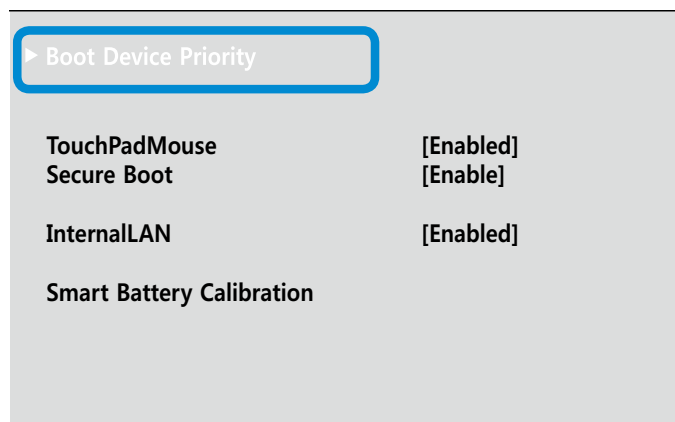 ▶ Boot Device Priority
TouchPadMouse [Enabled]
Secure Boot [Enable]
InternalLAN [Enabled]
Smart Battery Calibration